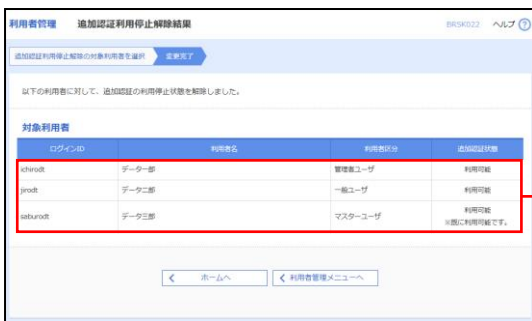 利用者管理 追加認証利用停止解除結果 BRSK022 ヘルプ ?
追加認証利用停止解除の対象利用者を選択 変更完了
以下の利用者に対して、追加認証の利用停止状態を解除しました。
対象利用者
ログインID 利用者名 利用者区分 追加認証状態
ichirodt データ一郎 管理者ユーザ 利用可能
jirodt データ二郎 一般ユーザ 利用可能
saburodt データ三郎 マスターユーザ 利用可能
※既に利用可能です。
ホームへ 利用者管理メニューへ